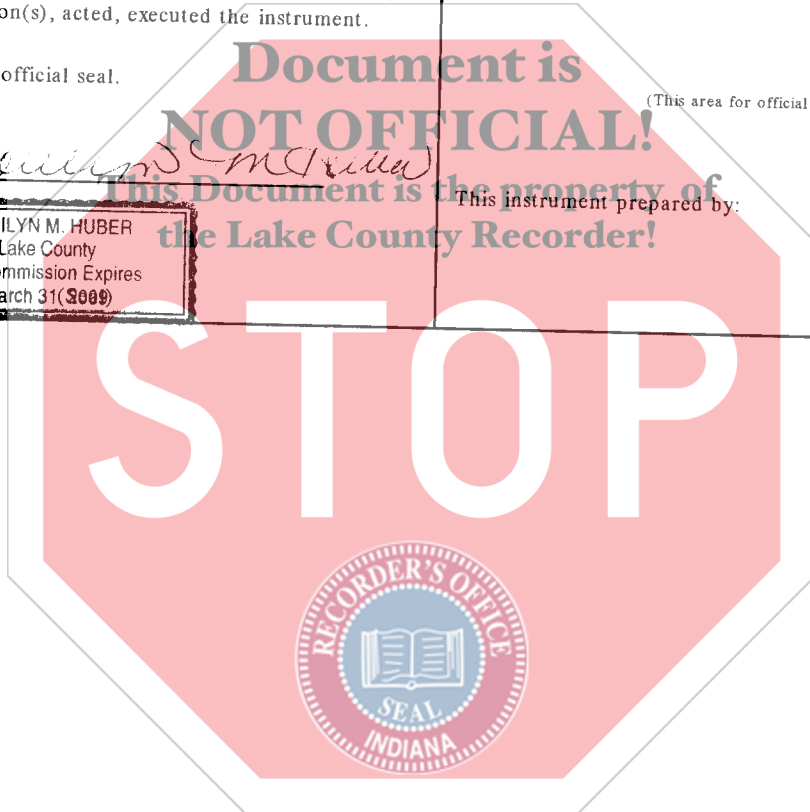 on(s), acted, executed the instrument.
official seal.
Document is
NOT OFFICIAL!
This Document is the property of
the Lake County Recorder!
(This area for official
This instrument prepared by:
ILYN M. HUBER
Lake County
mmission Expires
arch 31
STOP
RECORDER'S OFFICE
SEAL
INDIANA